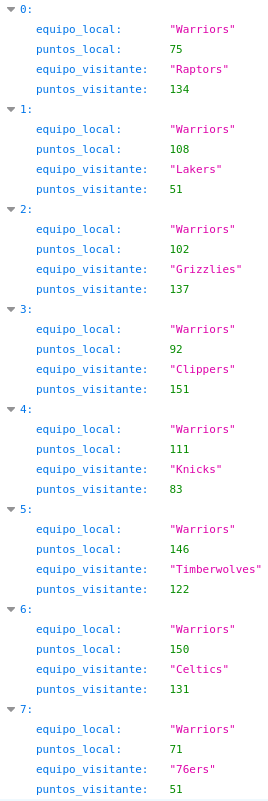 0:
equipo_local: "Warriors"
puntos_local: 75
equipo_visitante: "Raptors"
puntos_visitante: 134
1:
equipo_local: "Warriors"
puntos_local: 108
equipo_visitante: "Lakers"
puntos_visitante: 51
2:
equipo_local: "Warriors"
puntos_local: 102
equipo_visitante: "Grizzlies"
puntos_visitante: 137
3:
equipo_local: "Warriors"
puntos_local: 92
equipo_visitante: "Clippers"
puntos_visitante: 151
4:
equipo_local: "Warriors"
puntos_local: 111
equipo_visitante: "Knicks"
puntos_visitante: 83
5:
equipo_local: "Warriors"
puntos_local: 146
equipo_visitante: "Timberwolves"
puntos_visitante: 122
6:
equipo_local: "Warriors"
puntos_local: 150
equipo_visitante: "Celtics"
puntos_visitante: 131
7:
equipo_local: "Warriors"
puntos_local: 71
equipo_visitante: "76ers"
puntos_visitante: 51